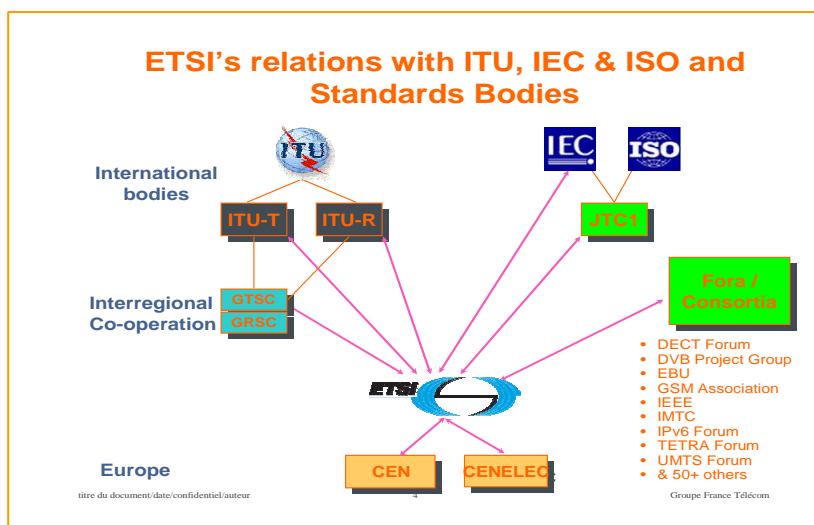 ETSI's relations with ITU, IEC & ISO and
Standards Bodies
ITU
IEC
ISO
International
bodies
ITU-T
ITU-R
JTC1
Fora /
Consortia
Interregional
Co-operation
GTSC
GRSC
• DECT Forum
• DVB Project Group
• EBU
• GSM Association
• IEEE
• IMTC
• IPv6 Forum
• TETRA Forum
• UMTS Forum
• & 50+ others
ETSI
Europe
CEN
CENELEC
titre du document/date/confidentiel/auteur
4
Groupe France Télécom